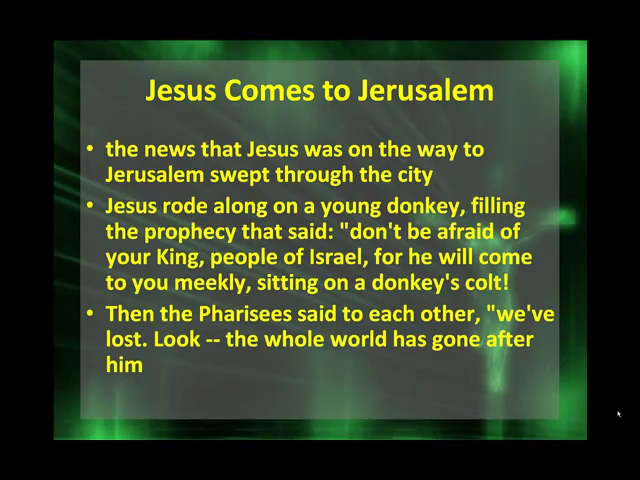 Jesus Comes to Jerusalem
• the news that Jesus was on the way to
Jerusalem swept through the city
• Jesus rode along on a young donkey, filling
the prophecy that said: "don't be afraid of
your King, people of Israel, for he will come
to you meekly, sitting on a donkey's colt!
• Then the Pharisees said to each other, "we've
lost. Look -- the whole world has gone after
him